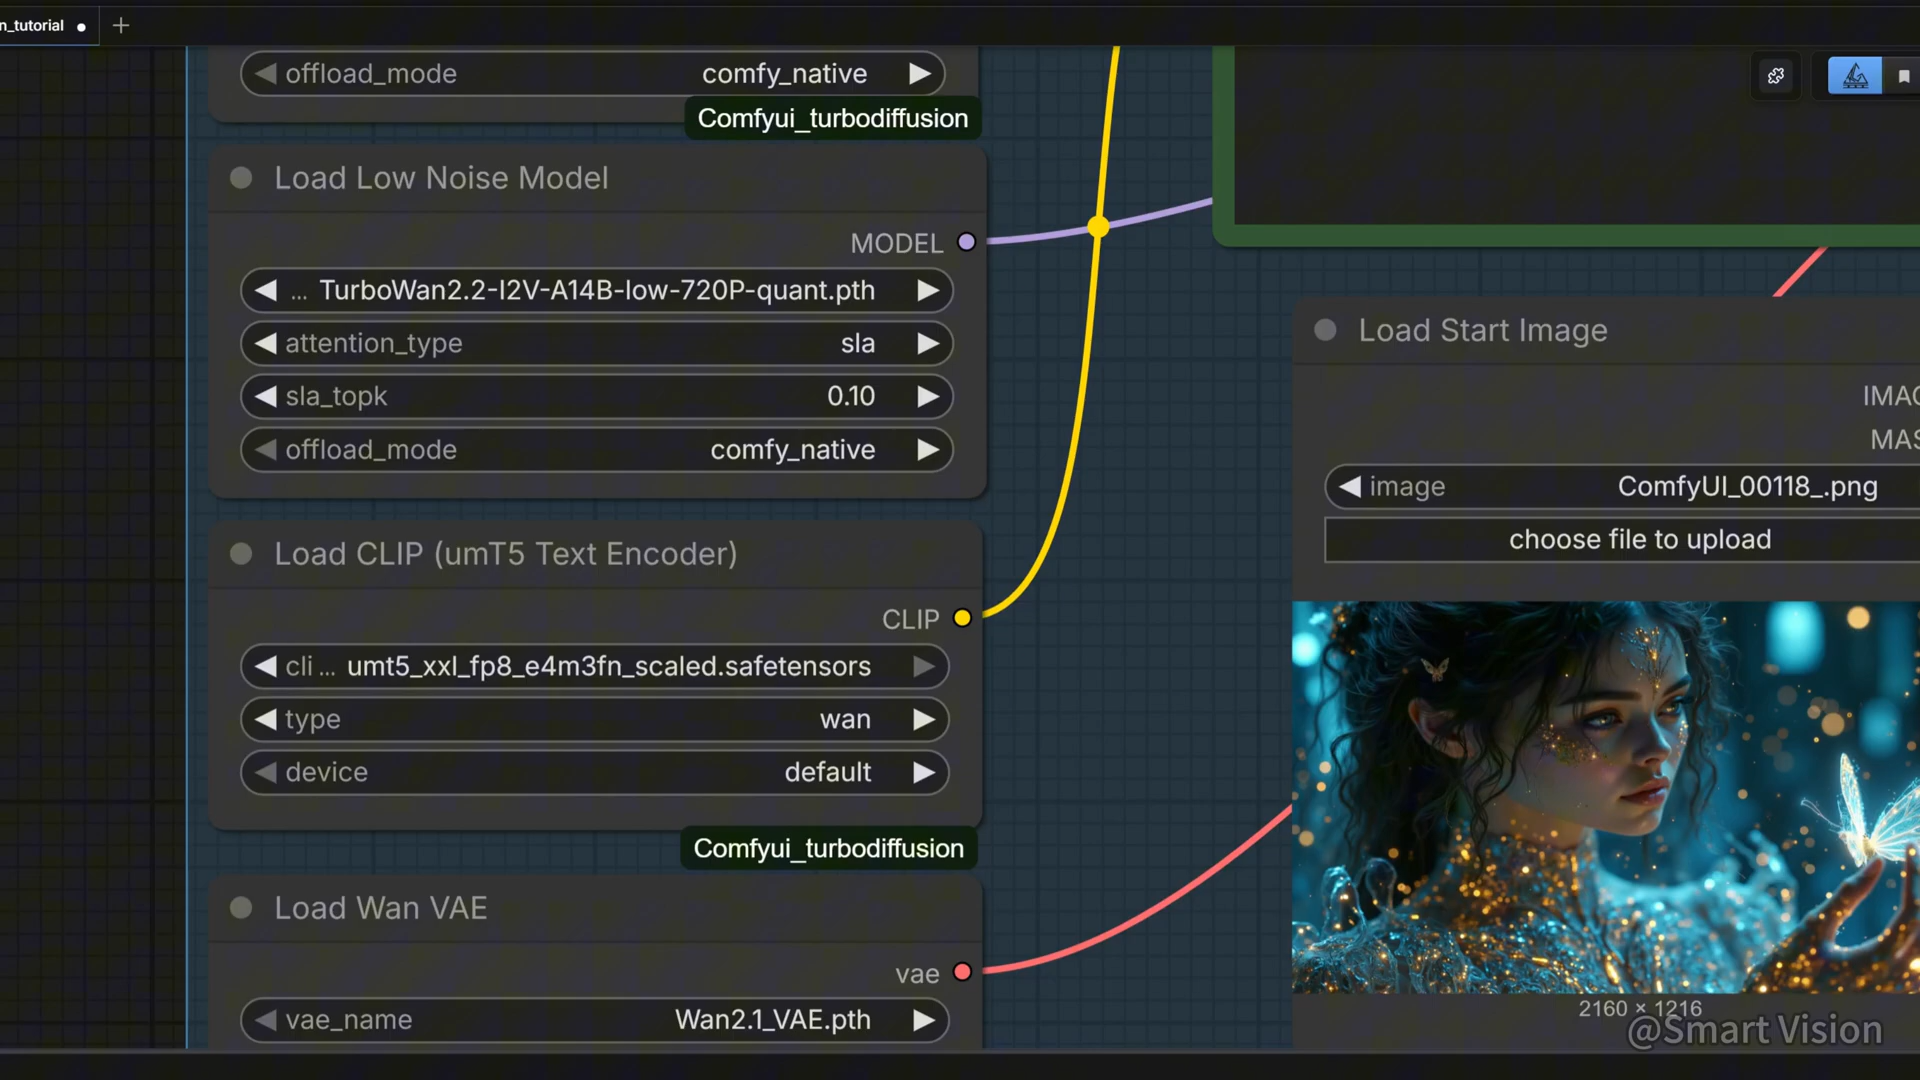 n_tutorial
offload_mode comfy_native
Comfyui_turbodiffusion
Load Low Noise Model
MODEL
... TurboWan2.2-I2V-A14B-low-720P-quant.pth
attention_type sla
sla_topk 0.10
offload_mode comfy_native
Load CLIP (umT5 Text Encoder)
CLIP
cli ... umt5_xxl_fp8_e4m3fn_scaled.safetensors
type wan
device default
Comfyui_turbodiffusion
Load Wan VAE
vae
vae_name Wan2.1_VAE.pth
Load Start Image
IMAG
MAS
image ComfyUI_00118_.png
choose file to upload
2160 × 1216
@Smart Vision